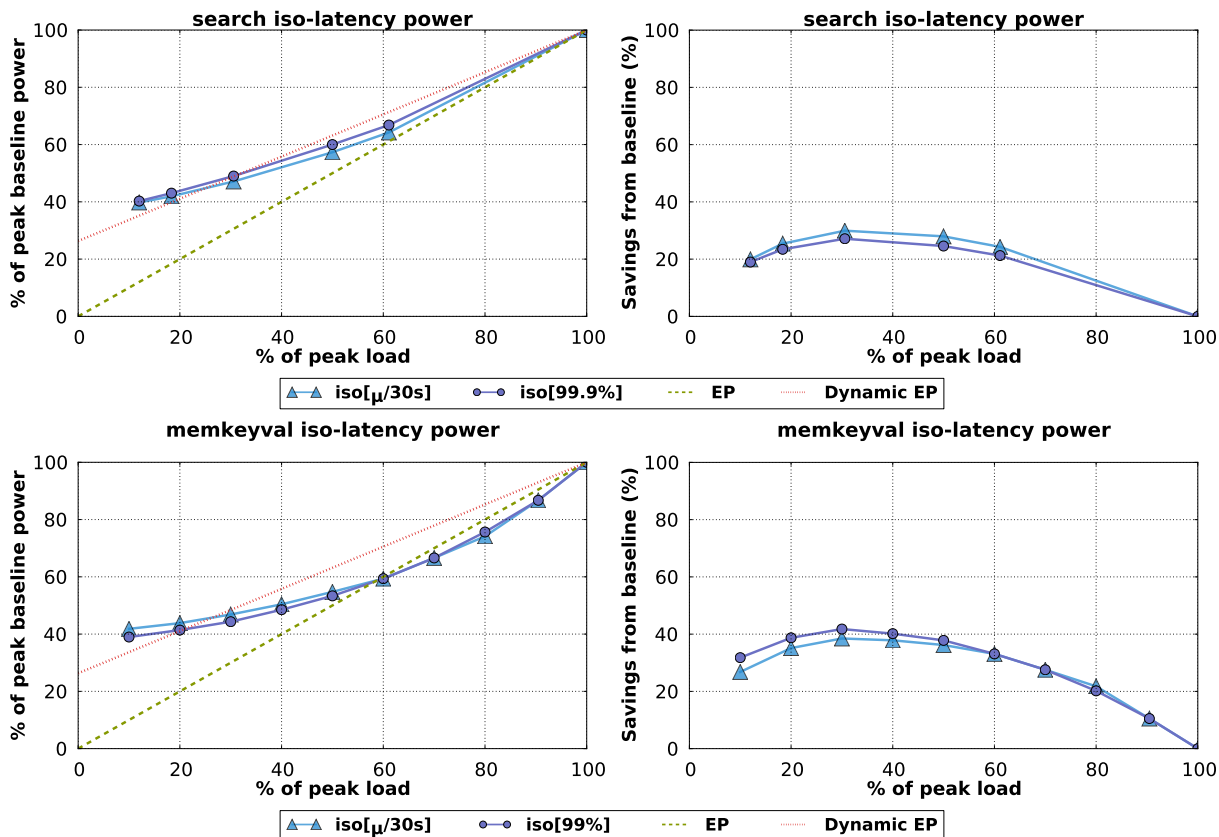 search iso-latency power
% of peak baseline power
100
80
60
40
20
0
0 20 40 60 80 100
% of peak load
search iso-latency power
Savings from baseline (%)
100
80
60
40
20
0
0 20 40 60 80 100
% of peak load
iso[μ/30s] iso[99.9%] EP Dynamic EP
memkeyval iso-latency power
% of peak baseline power
100
80
60
40
20
0
0 20 40 60 80 100
% of peak load
memkeyval iso-latency power
Savings from baseline (%)
100
80
60
40
20
0
0 20 40 60 80 100
% of peak load
iso[μ/30s] iso[99%] EP Dynamic EP